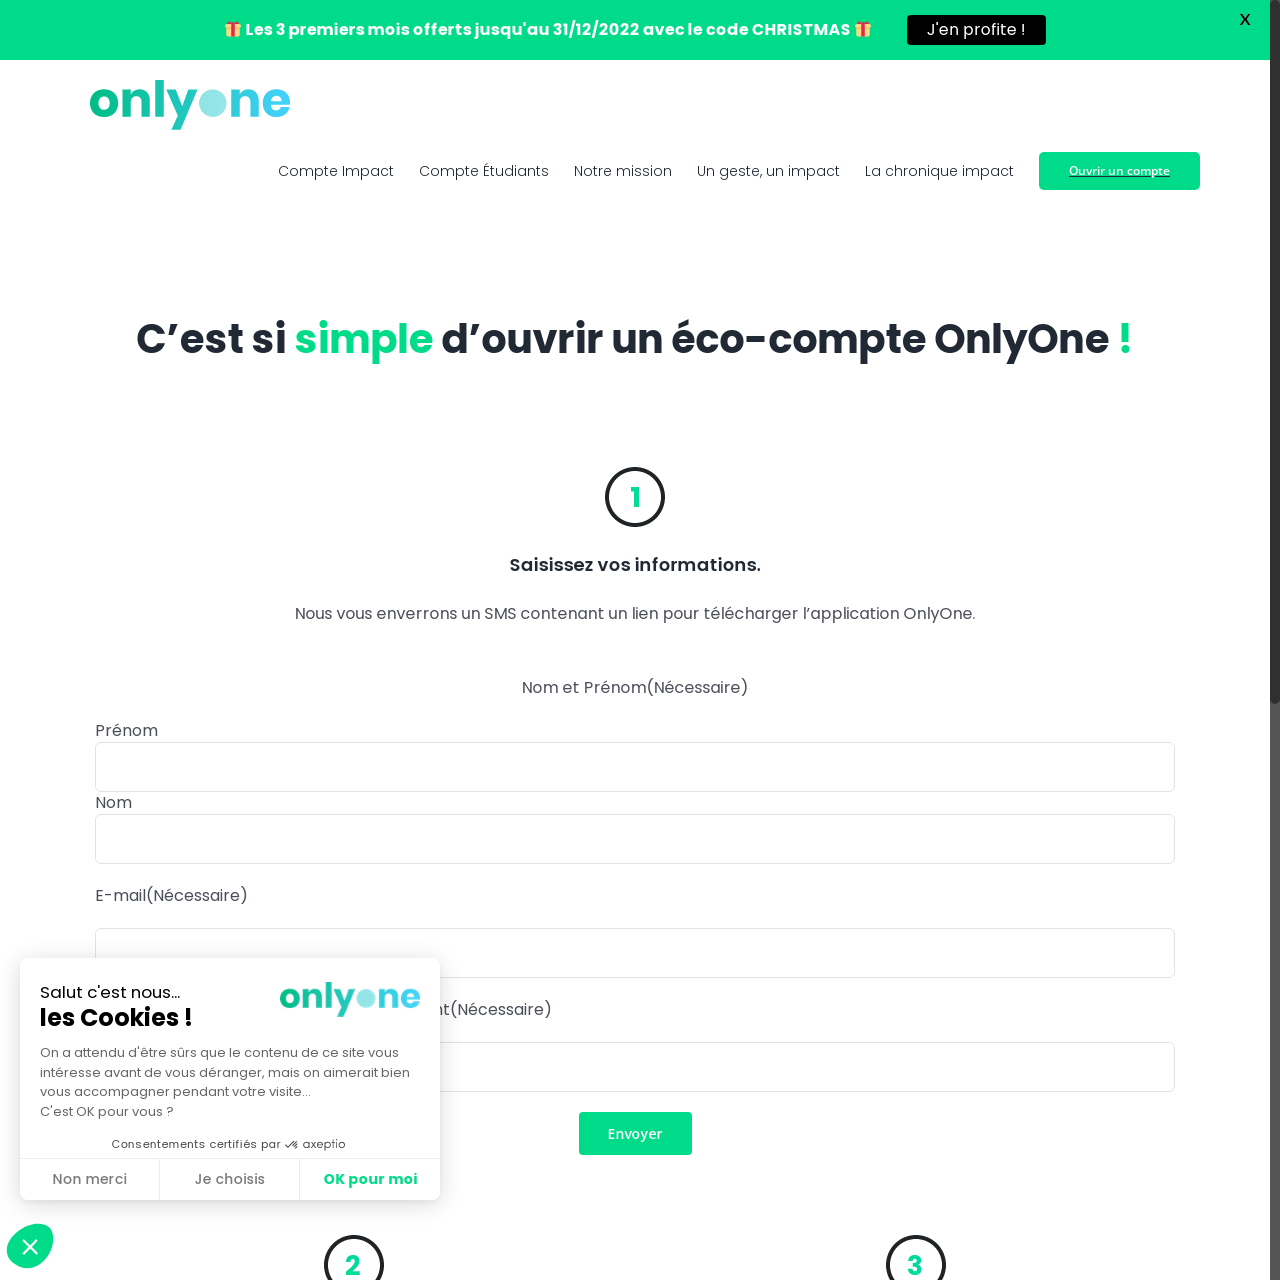 Les 3 premiers mois offerts jusqu'au 31/12/2022 avec le code CHRISTMAS
J'en profite !
X
onlyone
Compte Impact
Compte Étudiants
Notre mission
Un geste, un impact
La chronique impact
Ouvrir un compte
C’est si simple d’ouvrir un éco-compte OnlyOne !
1
Saisissez vos informations.
Nous vous enverrons un SMS contenant un lien pour télécharger l’application OnlyOne.
Nom et Prénom(Nécessaire)
Prénom
Nom
E-mail(Nécessaire)
(Nécessaire)
Envoyer
Salut c'est nous...
les Cookies !
onlyone
On a attendu d'être sûrs que le contenu de ce site vous
intéresse avant de vous déranger, mais on aimerait bien
vous accompagner pendant votre visite...
C'est OK pour vous ?
Consentements certifiés par axeptio
Non merci
Je choisis
OK pour moi
2
3